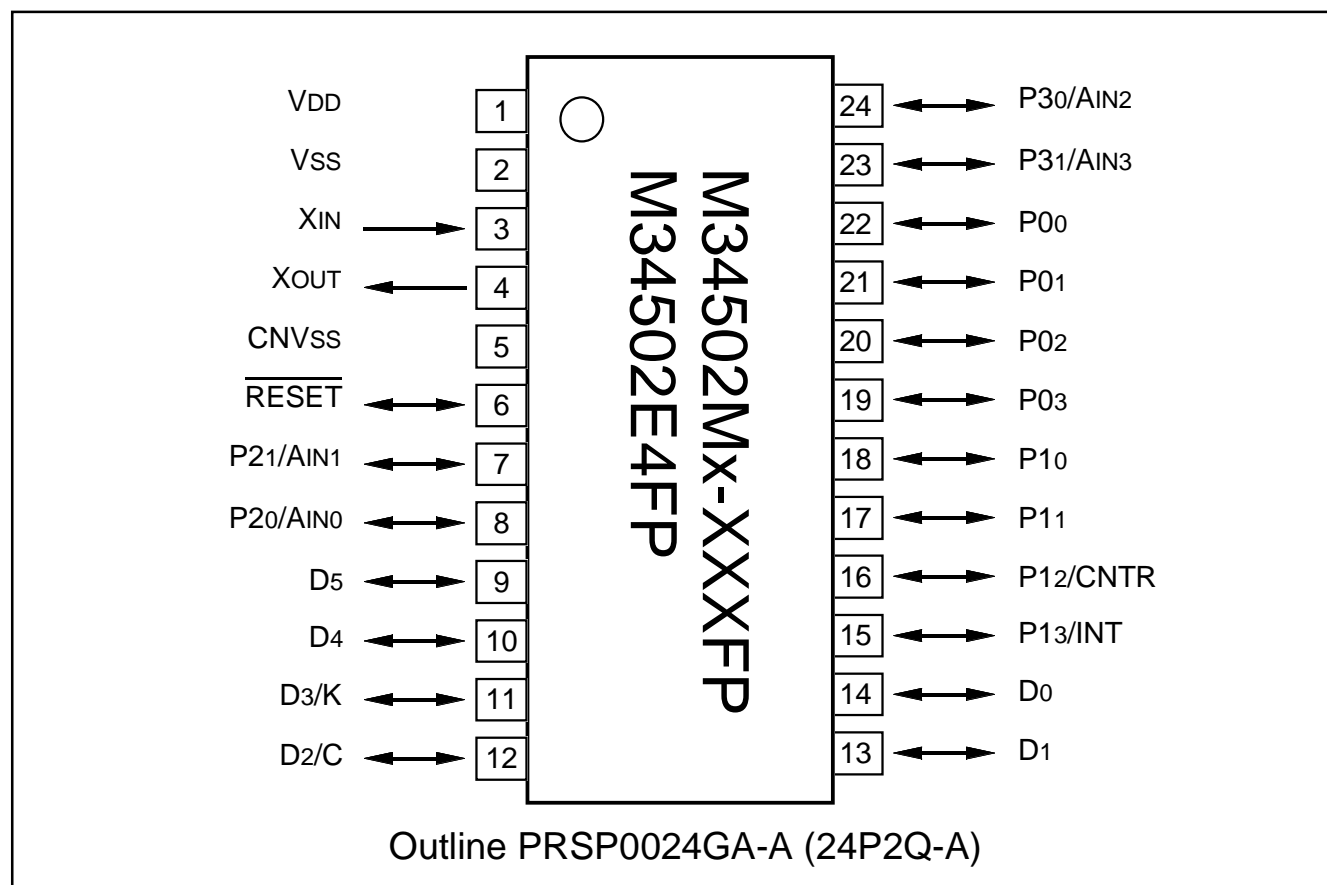 VDD 1 24 P30/AIN2
VSS 2 23 P31/AIN3
XIN 3 22 P00
XOUT 4 21 P01
CNVSS 5 20 P02
RESET 6 19 P03
P21/AIN1 7 18 P10
P20/AIN0 8 17 P11
D5 9 16 P12/CNTR
D4 10 15 P13/INT
D3/K 11 14 D0
D2/C 12 13 D1
M34502Mx-XXXFP
M34502E4FP
Outline PRSP0024GA-A (24P2Q-A)